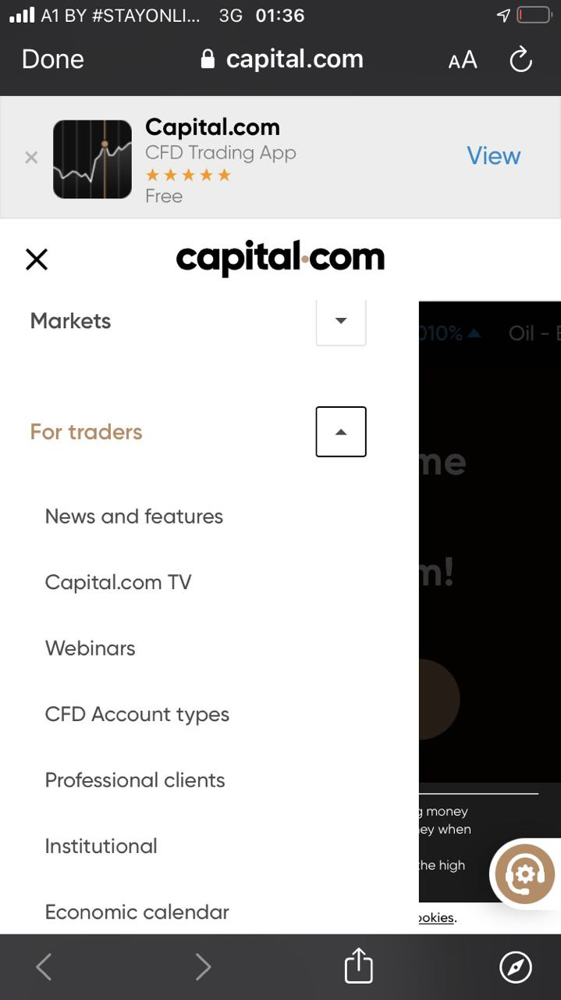 A1 BY #STAYONLI... 3G 01:36
Done capital.com AA
Capital.com
CFD Trading App
Free
View
capital.com
Markets
010% Oil -
For traders
me
News and features
m!
Capital.com TV
Webinars
CFD Account types
Professional clients
g money
ey when
Institutional
the high
Economic calendar
ookies.